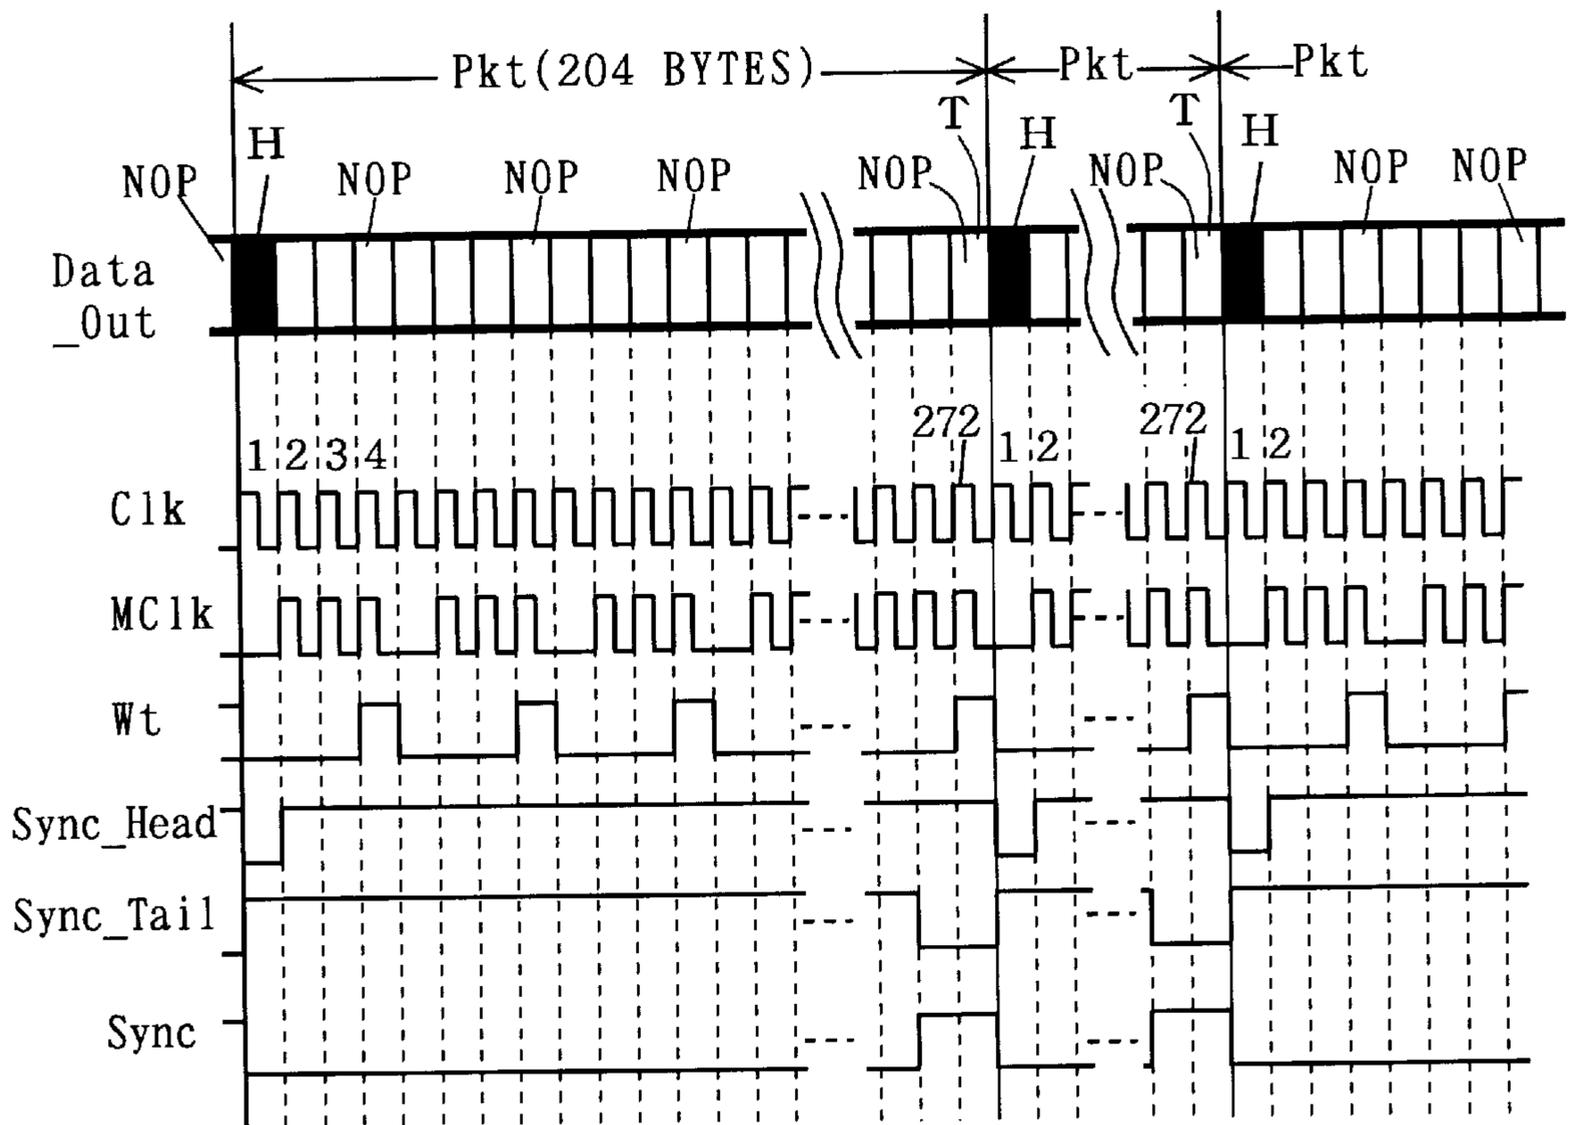 Pkt(204 BYTES) Pkt Pkt
T T
H H H
NOP NOP NOP NOP NOP NOP NOP NOP
Data
_Out
272 272
1 2 3 4 1 2 1 2
Clk
MClk
Wt
Sync_Head
Sync_Tail
Sync